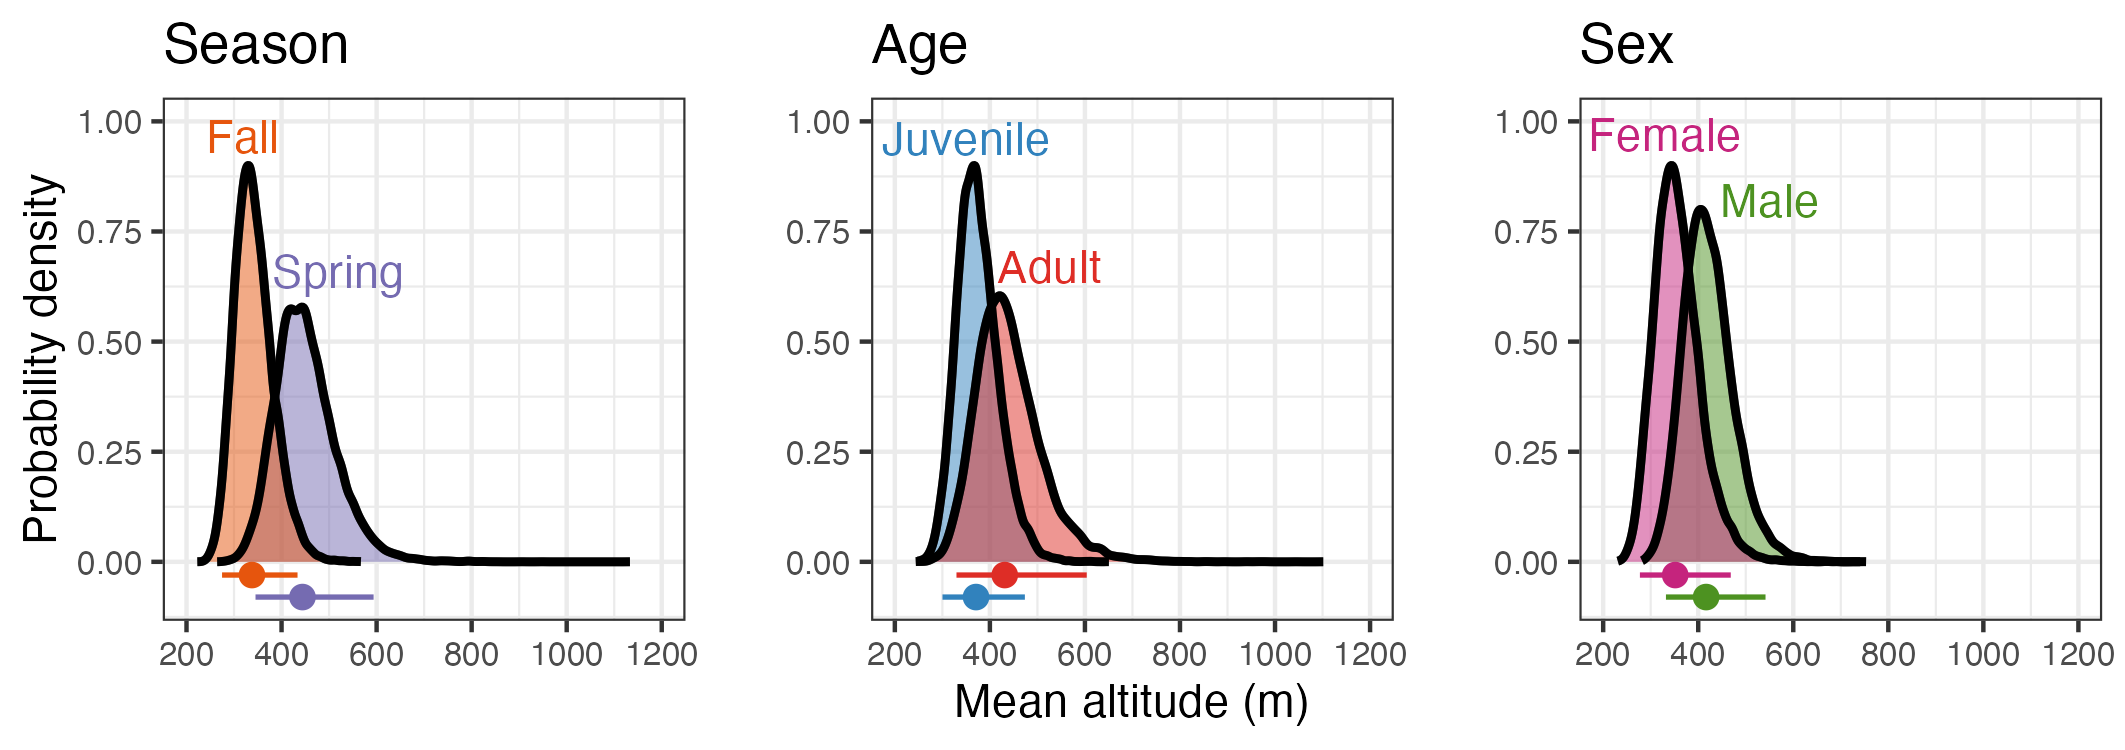 Season
Age
Sex
Probability density
1.00
0.75
0.50
0.25
0.00
Fall
Spring
200 400 600 800 1000 1200
1.00
0.75
0.50
0.25
0.00
Juvenile
Adult
200 400 600 800 1000 1200
1.00
0.75
0.50
0.25
0.00
Female
Male
200 400 600 800 1000 1200
Mean altitude (m)